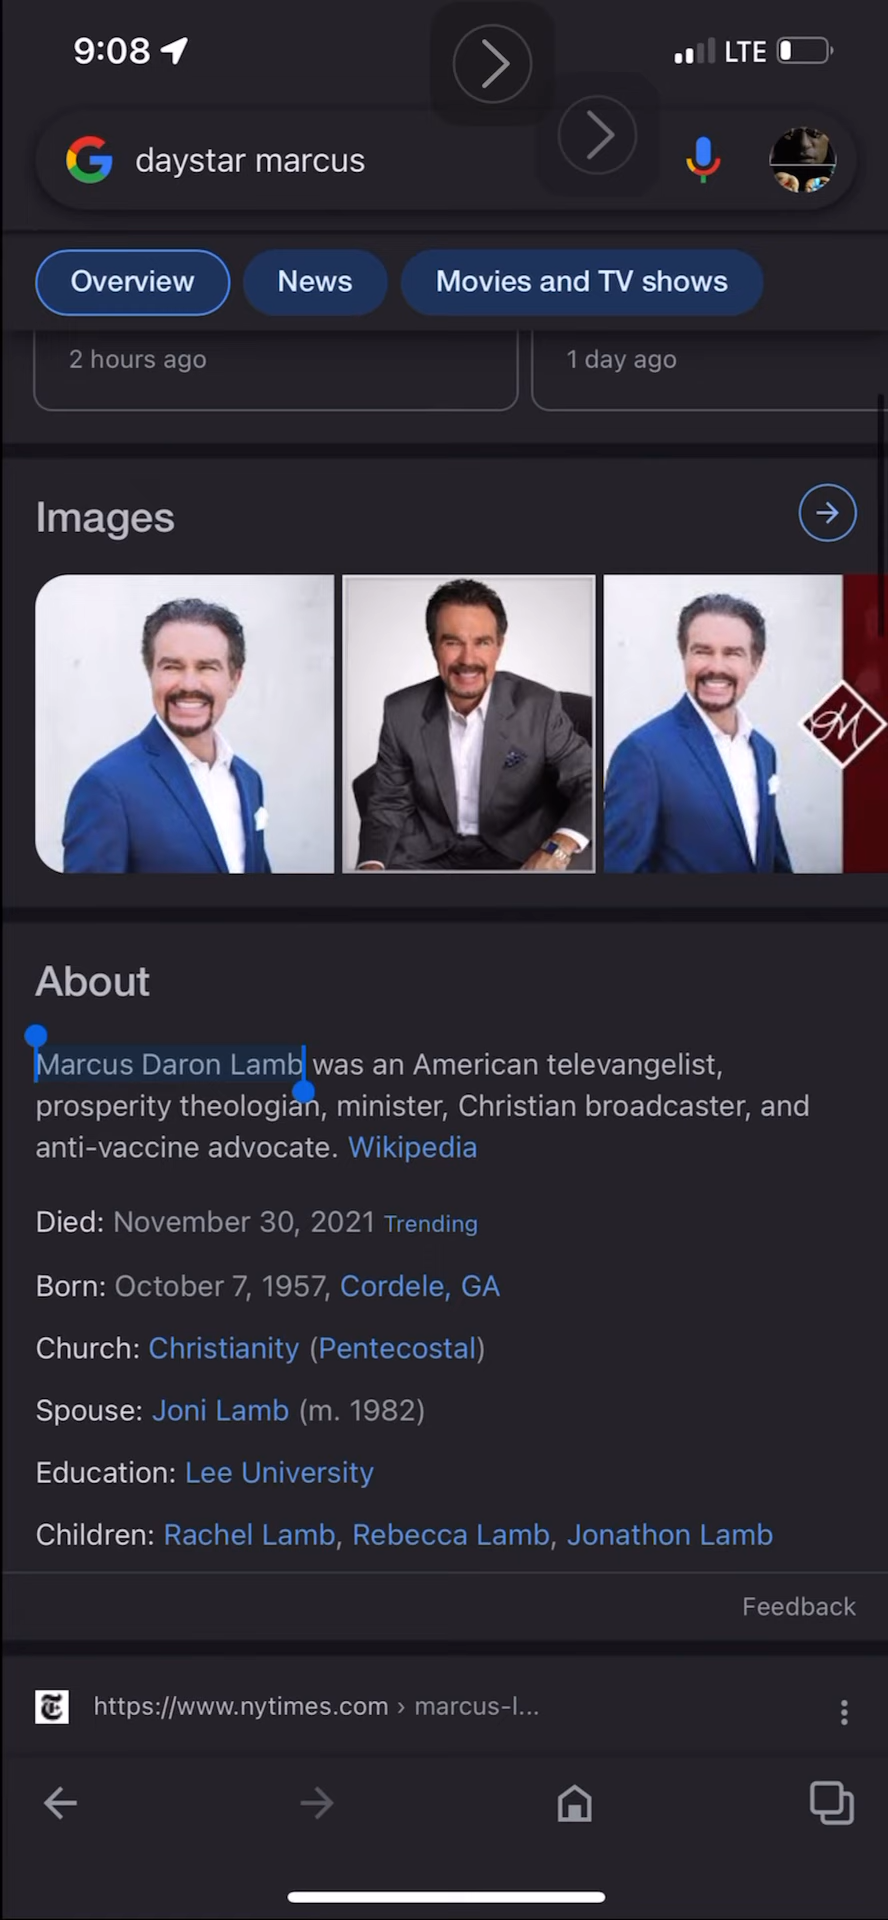 9:08
LTE
daystar marcus
Overview
News
Movies and TV shows
2 hours ago
1 day ago
Images
M
About
Marcus Daron Lamb was an American televangelist,
prosperity theologian, minister, Christian broadcaster, and
anti-vaccine advocate. Wikipedia
Died: November 30, 2021 Trending
Born: October 7, 1957, Cordele, GA
Church: Christianity (Pentecostal)
Spouse: Joni Lamb (m. 1982)
Education: Lee University
Children: Rachel Lamb, Rebecca Lamb, Jonathon Lamb
Feedback
https://www.nytimes.com › marcus-l...